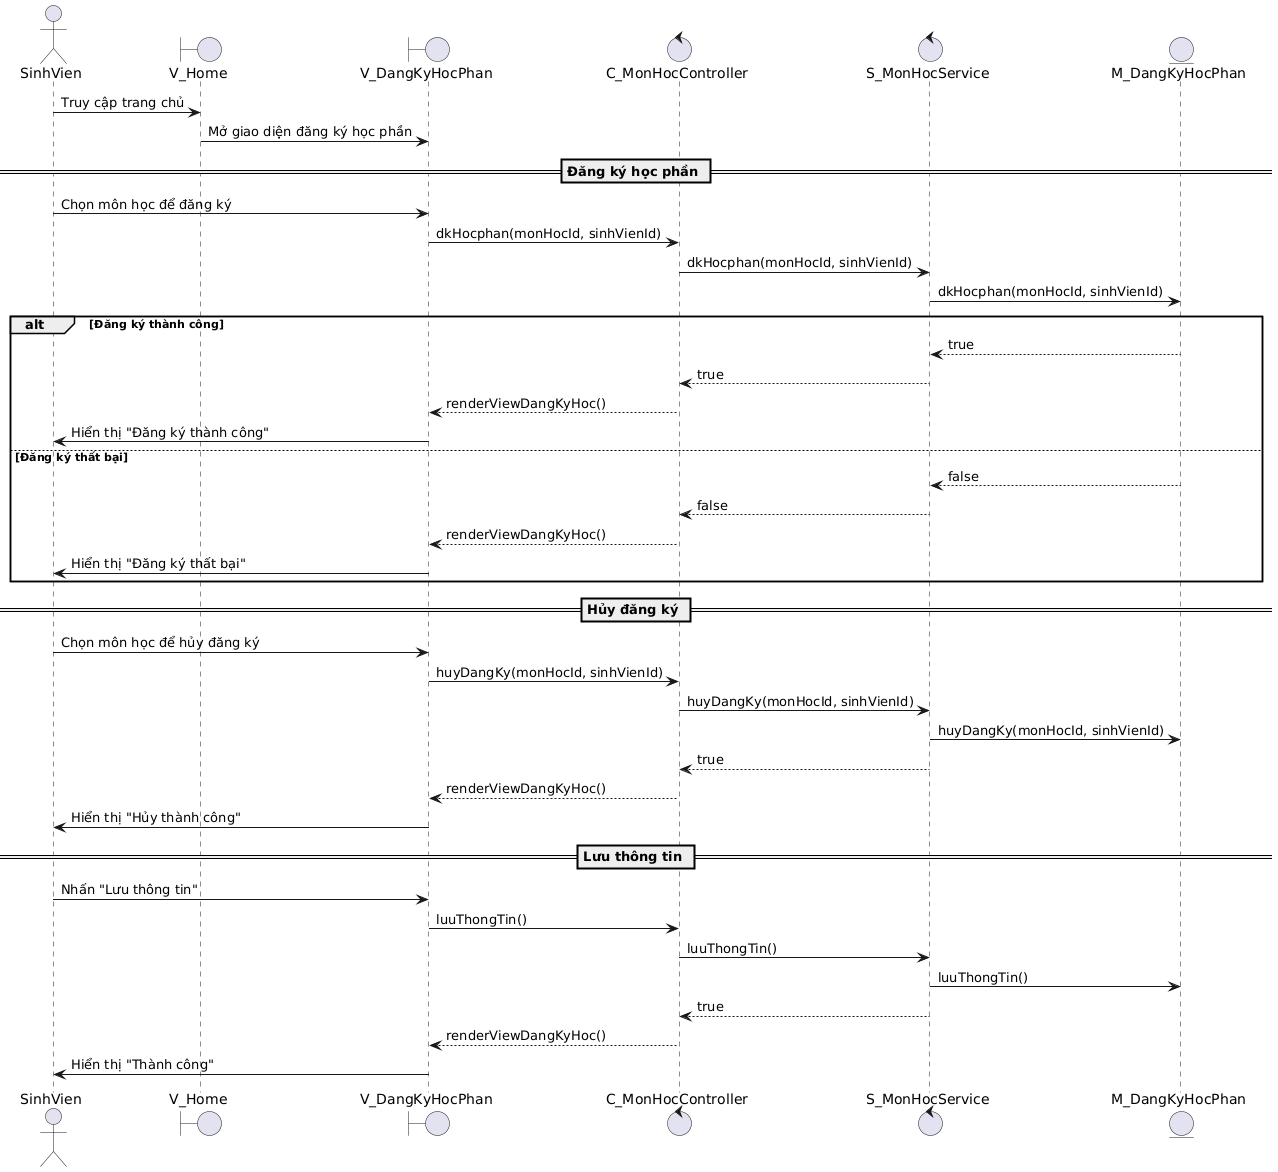 SinhVien V_Home V_DangKyHocPhan C_MonHocController S_MonHocService M_DangKyHocPhan
Truy cập trang chủ
Mở giao diện đăng ký học phần
Đăng ký học phần
Chọn môn học để đăng ký
dkHocphan(monHocId, sinhVienId)
dkHocphan(monHocId, sinhVienId)
dkHocphan(monHocId, sinhVienId)
alt [Đăng ký thành công]
true
true
renderViewDangKyHoc()
Hiển thị "Đăng ký thành công"
[Đăng ký thất bại]
false
false
renderViewDangKyHoc()
Hiển thị "Đăng ký thất bại"
Hủy đăng ký
Chọn môn học để hủy đăng ký
huyDangKy(monHocId, sinhVienId)
huyDangKy(monHocId, sinhVienId)
huyDangKy(monHocId, sinhVienId)
true
renderViewDangKyHoc()
Hiển thị "Hủy thành công"
Lưu thông tin
Nhấn "Lưu thông tin"
luuThongTin()
luuThongTin()
luuThongTin()
true
renderViewDangKyHoc()
Hiển thị "Thành công"
SinhVien V_Home V_DangKyHocPhan C_MonHocController S_MonHocService M_DangKyHocPhan